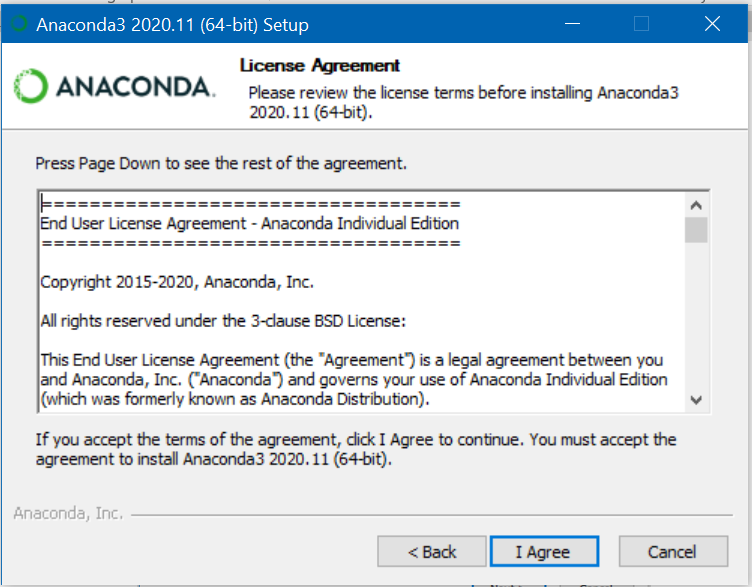 Anaconda3 2020.11 (64-bit) Setup
ANACONDA.
License Agreement
Please review the license terms before installing Anaconda3
2020.11 (64-bit).
Press Page Down to see the rest of the agreement.
===================================
End User License Agreement - Anaconda Individual Edition
===================================
Copyright 2015-2020, Anaconda, Inc.
All rights reserved under the 3-clause BSD License:
This End User License Agreement (the "Agreement") is a legal agreement between you
and Anaconda, Inc. ("Anaconda") and governs your use of Anaconda Individual Edition
(which was formerly known as Anaconda Distribution).
If you accept the terms of the agreement, click I Agree to continue. You must accept the
agreement to install Anaconda3 2020.11 (64-bit).
Anaconda, Inc.
< Back
I Agree
Cancel